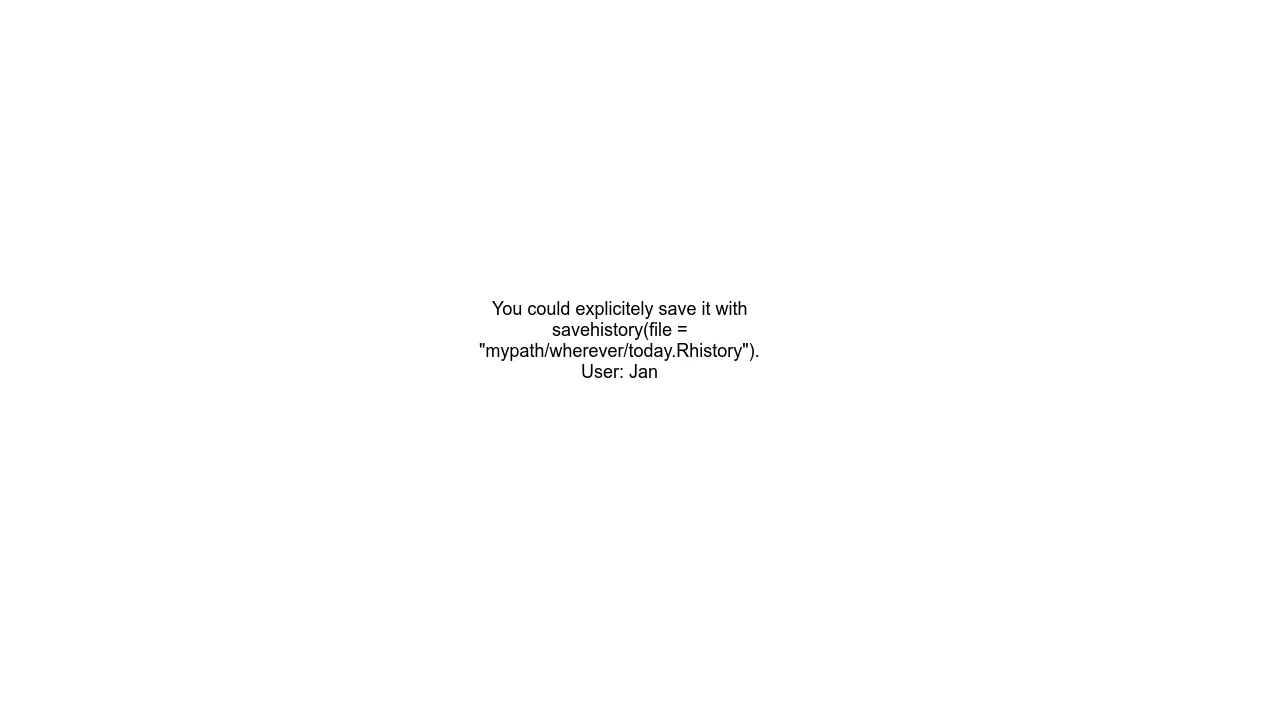 You could explicitely save it with
savehistory(file =
"mypath/wherever/today.Rhistory").
User: Jan